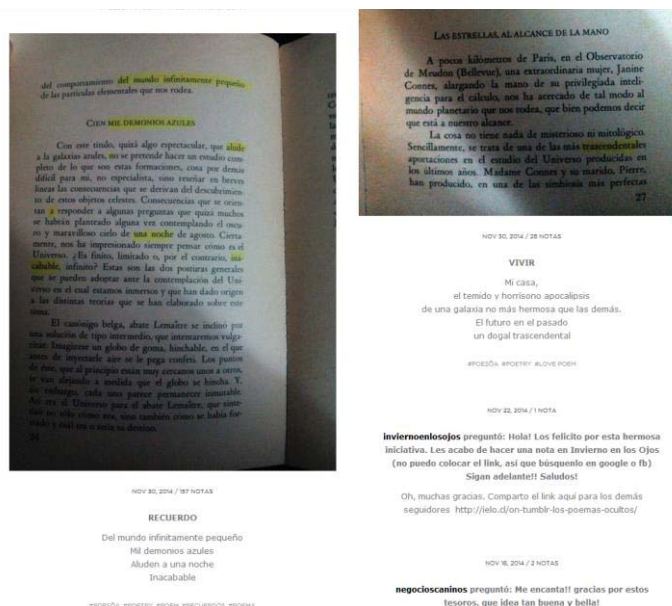 del comportamiento del mundo infinitamente pequeño
de las partículas elementales que nos rodea.
CIEN MIL DEMONIOS AZULES
Con este título, quizá algo espectacular, que alude
a la galaxias azules, no se pretende hacer un estudio com-
pleto de lo que son estas formaciones, cosa por demás
difícil para mí, no especialista, sino reseñar en breves
líneas las consecuencias que se derivan del descubrimien-
to de estos objetos celestes. Consecuencias que se orien-
tan a responder a algunas preguntas que quizá muchos
se habrán planteado alguna vez contemplando el oscu-
ro y maravilloso cielo de una noche de agosto. Cierta-
mente, nos ha impresionado siempre pensar cómo es el
Universo. ¿Es finito, limitado o, por el contrario, ina-
cabable, infinito? Estas son las dos posturas generales
que se pueden adoptar ante la contemplación del Uni-
verso en el cual estamos inmersos y que han dado origen
a las distintas teorías que se han elaborado sobre este
tema.
El canónigo belga, abate Lemaître se inclinó por
una solución de tipo intermedio, que intentaremos vulga-
rizar. Imagínese un globo de goma, hinchable, en el que
antes de inyectarle aire se le pega confeti. Los puntos
de éste, que al principio están muy cercanos unos a otros,
se van alejando a medida que el globo se hincha. Y,
sin embargo, cada uno parece permanecer inmutable.
Así era el Universo para el abate Lemaître, que
no sólo cómo era, sino también cómo se había for-
mado y cuál era o sería su destino.
NOV 30, 2014 / 157 NOTAS
RECUERDO
Del mundo infinitamente pequeño
Mil demonios azules
Aluden a una noche
Inacabable
LAS ESTRELLAS, AL ALCANCE DE LA MANO
A pocos kilómetros de París, en el Observatorio
de Meudon (Bellevue), una extraordinaria mujer, Janine
Connes, alargando la mano de su privilegiada inteli-
gencia para el cálculo, nos ha acercado de tal modo al
mundo planetario que nos rodea, que bien podemos decir
que está a nuestro alcance.
La cosa no tiene nada de misterioso ni mitológico.
Sencillamente, se trata de una de las más trascendentales
aportaciones en el estudio del Universo producidas en
los últimos años. Madame Connes y su marido, Pierre,
han producido, en una de las simbiosis más perfectas
27
NOV 30, 2014 / 28 NOTAS
VIVIR
Mi casa,
el temido y horrísono apocalipsis
de una galaxia no más hermosa que las demás.
El futuro en el pasado
un dogal trascendental
#POESÍA #POETRY #LOVE POEM
NOV 22, 2014 / 1 NOTA
inviernoenlosojos preguntó: Hola! Los felicito por esta hermosa
iniciativa. Les acabo de hacer una nota en Invierno en los Ojos
(no puedo colocar el link, así que búsquenlo en google o fb)
Sigan adelante!! Saludos!
Oh, muchas gracias. Comparto el link aquí para los demás
seguidores http://ielo.cl/on-tumblr-los-poemas-ocultos/
NOV 16, 2014 / 2 NOTAS
negocioscaninos preguntó: Me encanta!! gracias por estos
tesoros, que idea tan buena y bella!